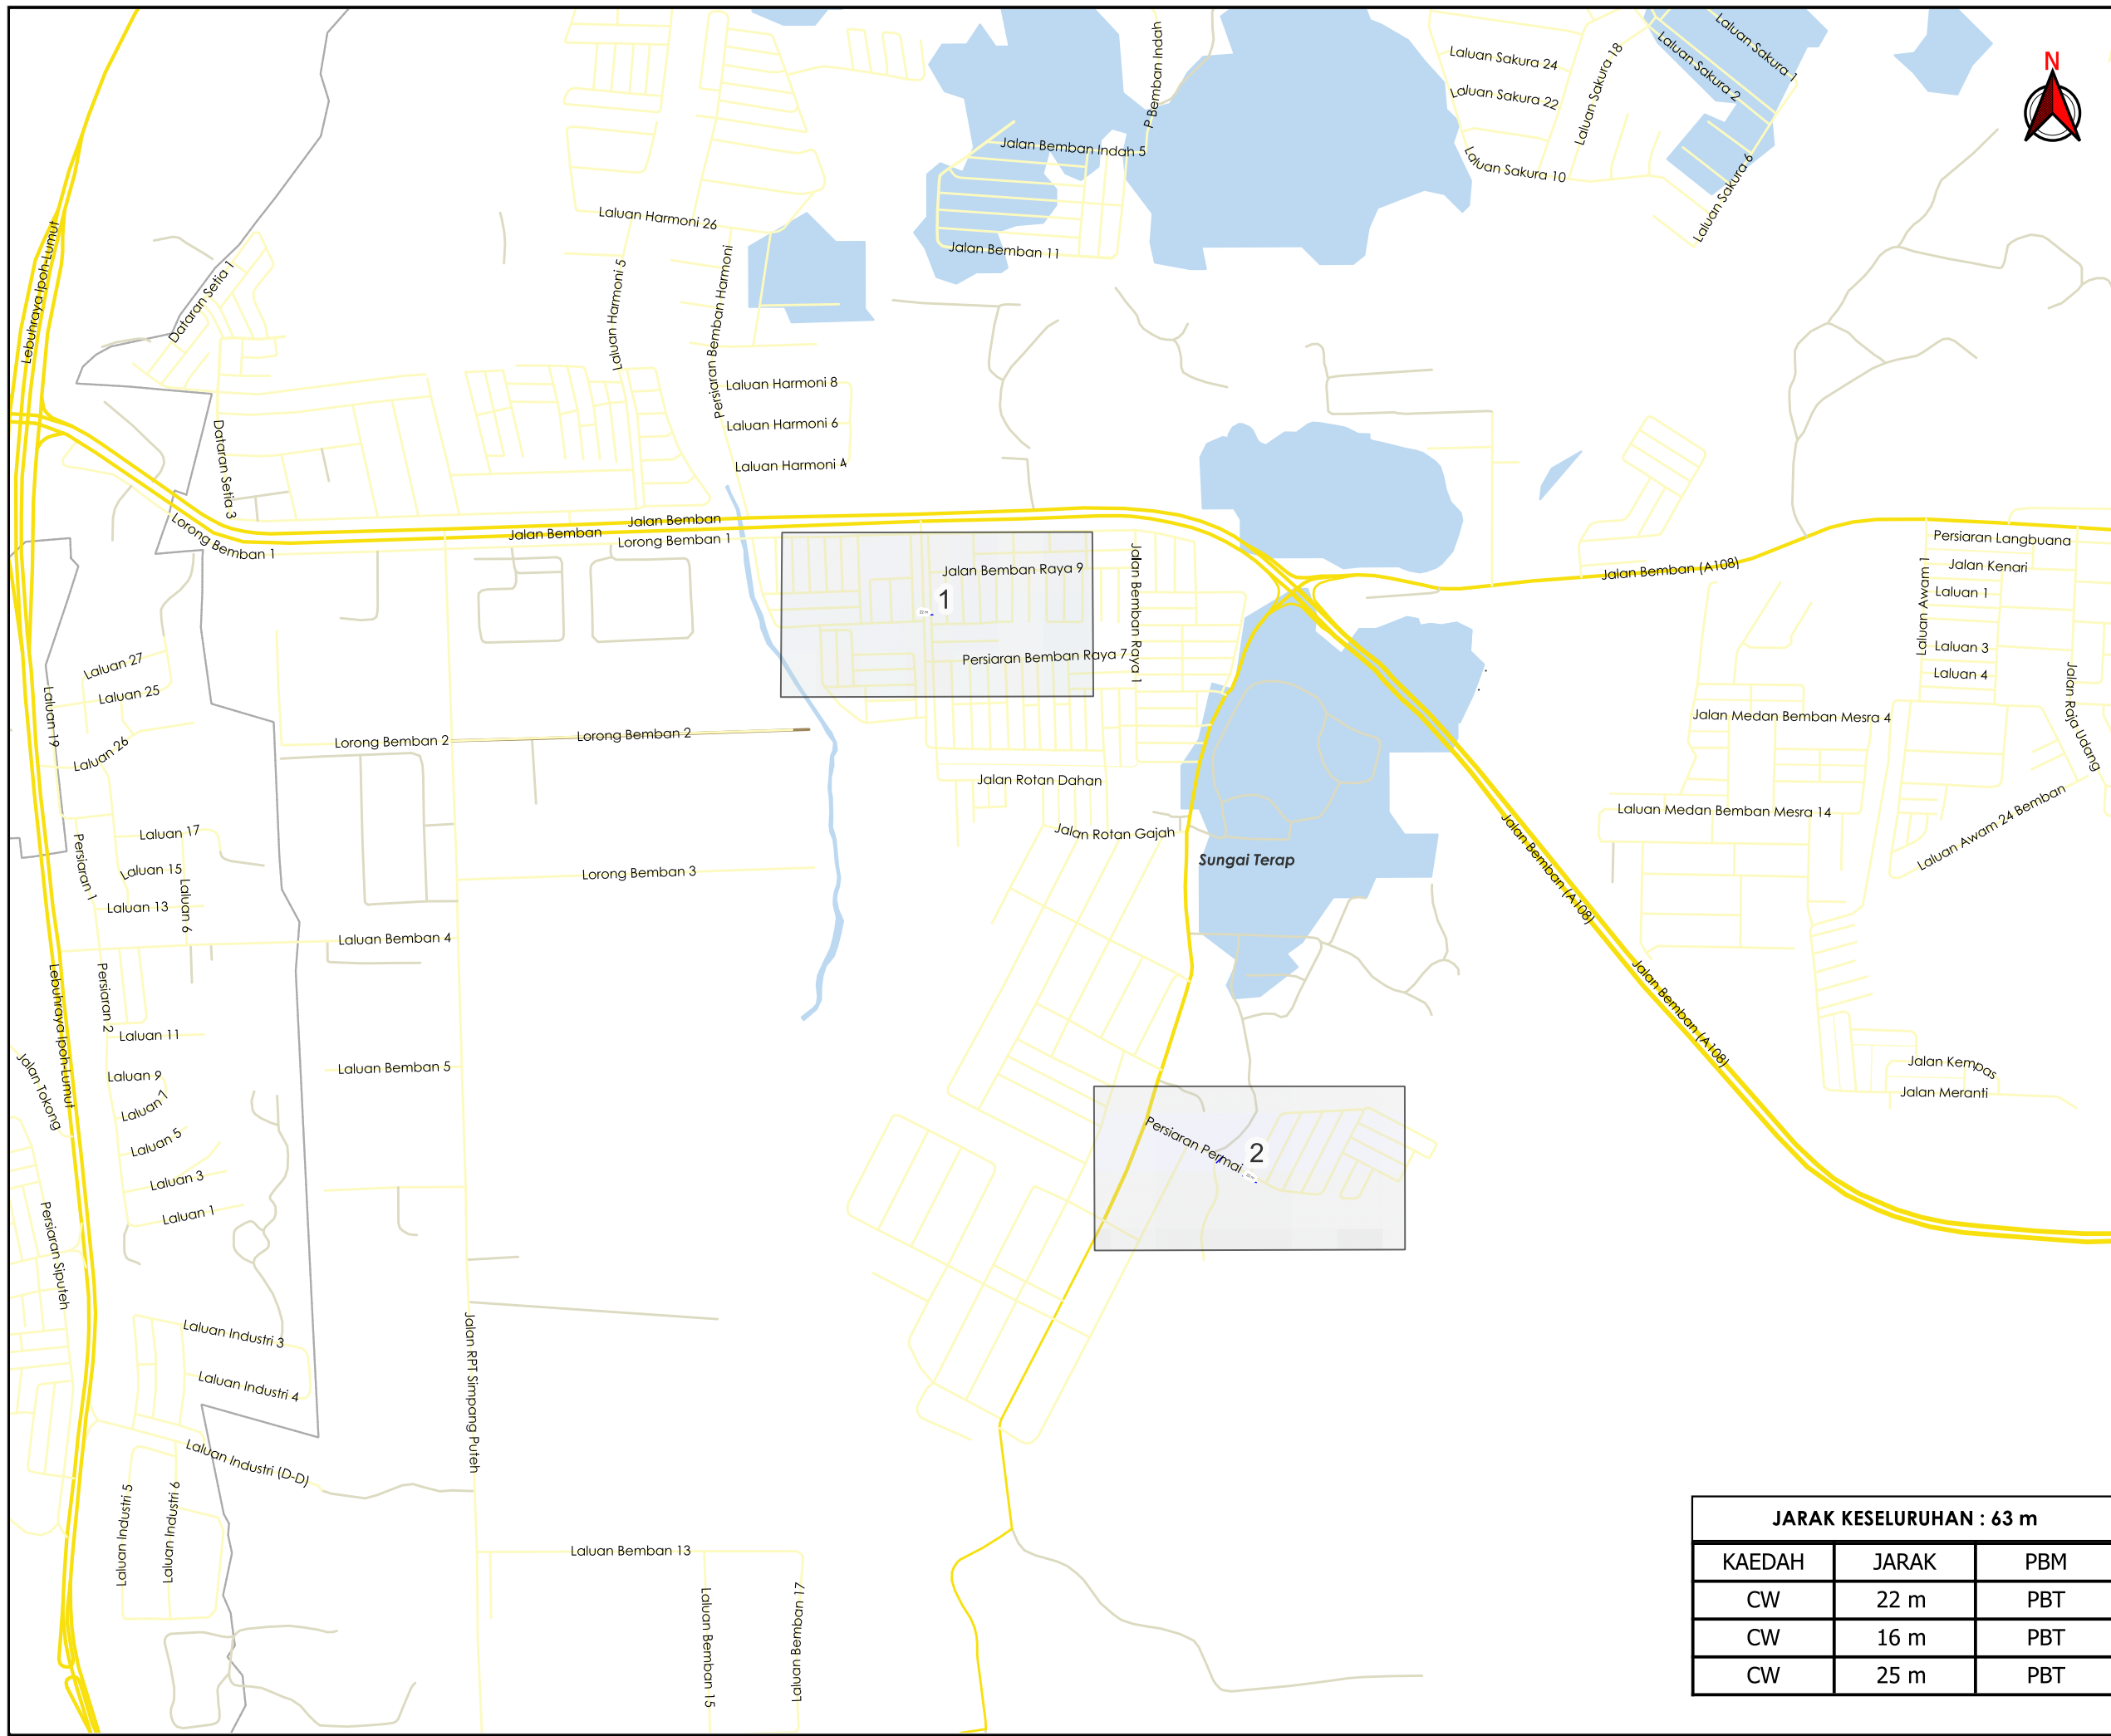 N
Laluan Sakura 1
Laluan Sakura 2
Laluan Sakura 24
Laluan Sakura 18
Laluan Sakura 22
Laluan Sakura 10
Laluan Sakura 6
P Bemban Indah
Jalan Bemban Indah 5
Jalan Bemban 11
Laluan Harmoni 26
Laluan Harmoni 5
Persiaran Bemban Harmoni
Lebuhraya Ipoh-Lumut
Dataran Setia 1
Laluan Harmoni 8
Laluan Harmoni 6
Laluan Harmoni 4
Dataran Setia 3
Lorong Bemban 1
Jalan Bemban
Jalan Bemban
Lorong Bemban 1
Jalan Bemban Raya 9
1
Jalan Bemban Raya 1
Persiaran Bemban Raya 7
Jalan Bemban (A108)
Persiaran Langbuana
Jalan Kenari
Laluan 1
Laluan Awam 1
Laluan 3
Laluan 4
Jalan Raja Udang
Laluan 27
Laluan 25
Laluan 19
Laluan 26
Lorong Bemban 2
Lorong Bemban 2
Jalan Medan Bemban Mesra 4
Jalan Rotan Dahan
Laluan Medan Bemban Mesra 14
Laluan Awam 24 Bemban
Jalan Rotan Gajah
Sungai Terap
Jalan Bemban (A108)
Laluan 17
Persiaran 1
Laluan 15
Laluan 6
Laluan 13
Lorong Bemban 3
Laluan Bemban 4
Persiaran 2
Lebuhraya Ipoh-Lumut
Jalan Bemban (A108)
Laluan 11
Jalan Tokong
Laluan 9
Laluan 7
Laluan Bemban 5
Jalan Kempas
Jalan Meranti
Laluan 5
Persiaran Permai
2
Laluan 3
Laluan 1
Persiaran Siputeh
Laluan Industri 3
Laluan Industri 4
Jalan RPT Simpang Puteh
Laluan Industri (D-D)
Laluan Industri 5
Laluan Industri 6
Laluan Bemban 13
Laluan Bemban 15
Laluan Bemban 17
JARAK KESELURUHAN : 63 m
KAEDAH JARAK PBM
CW 22 m PBT
CW 16 m PBT
CW 25 m PBT